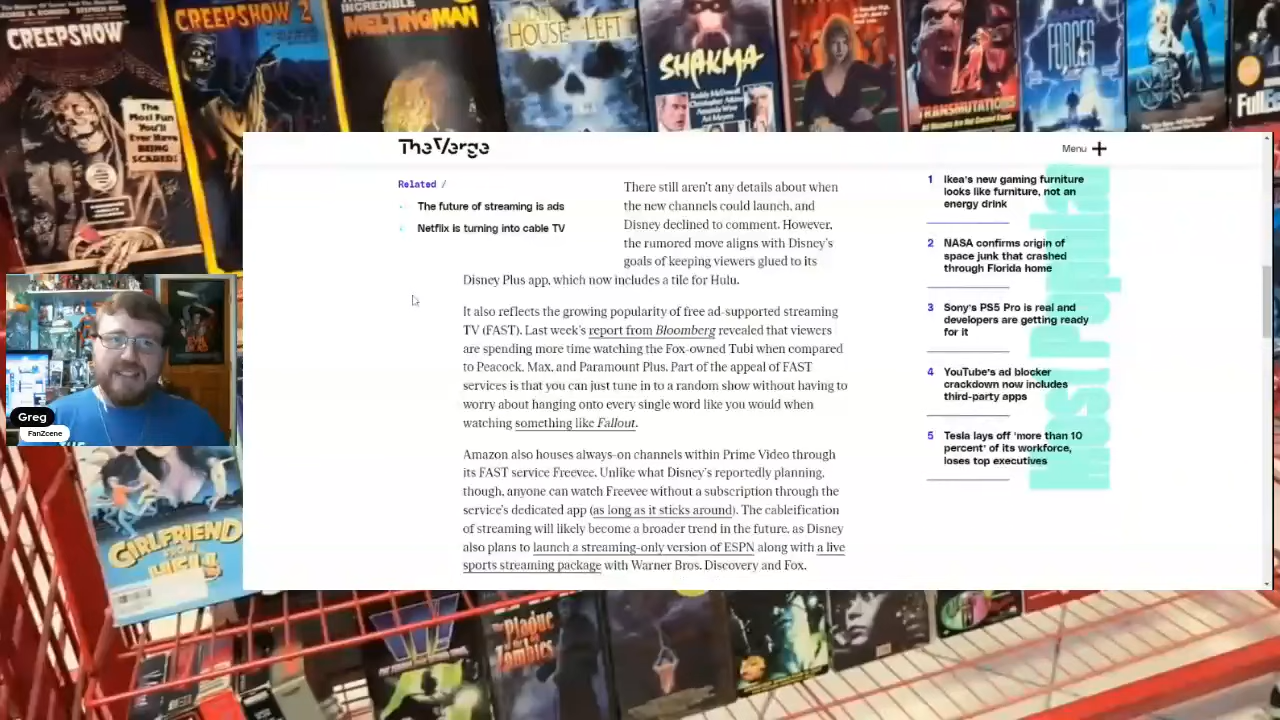 CREEPSHOW
The Most Fun
You'll
Ever Have
BEING
SCARED!
CREEPSHOW 2
INCREDIBLE
MELTING MAN
HOUSE LEFT
SHAKMA
TRANSMUTATIONS
FORCES
Full
TheVerge
Menu
Related /
The future of streaming is ads
Netflix is turning into cable TV
There still aren't any details about when
the new channels could launch, and
Disney declined to comment. However,
the rumored move aligns with Disney's
goals of keeping viewers glued to its
Disney Plus app, which now includes a tile for Hulu.
It also reflects the growing popularity of free ad-supported streaming
TV (FAST). Last week's report from Bloomberg revealed that viewers
are spending more time watching the Fox-owned Tubi when compared
to Peacock, Max, and Paramount Plus. Part of the appeal of FAST
services is that you can just tune in to a random show without having to
worry about hanging onto every single word like you would when
watching something like Fallout.
Amazon also houses always-on channels within Prime Video through
its FAST service Freevee. Unlike what Disney's reportedly planning,
though, anyone can watch Freevee without a subscription through the
service's dedicated app (as long as it sticks around). The cableification
of streaming will likely become a broader trend in the future, as Disney
also plans to launch a streaming-only version of ESPN along with a live
sports streaming package with Warner Bros. Discovery and Fox.
Most Popular
1 Ikea's new gaming furniture
looks like furniture, not an
energy drink
2 NASA confirms origin of
space junk that crashed
through Florida home
3 Sony's PS5 Pro is real and
developers are getting ready
for it
4 YouTube's ad blocker
crackdown now includes
third-party apps
5 Tesla lays off 'more than 10
percent' of its workforce,
loses top executives
Greg
FanZcene
GIRLFRIEND
FROM
HELL
The Plague
of the
Zombies